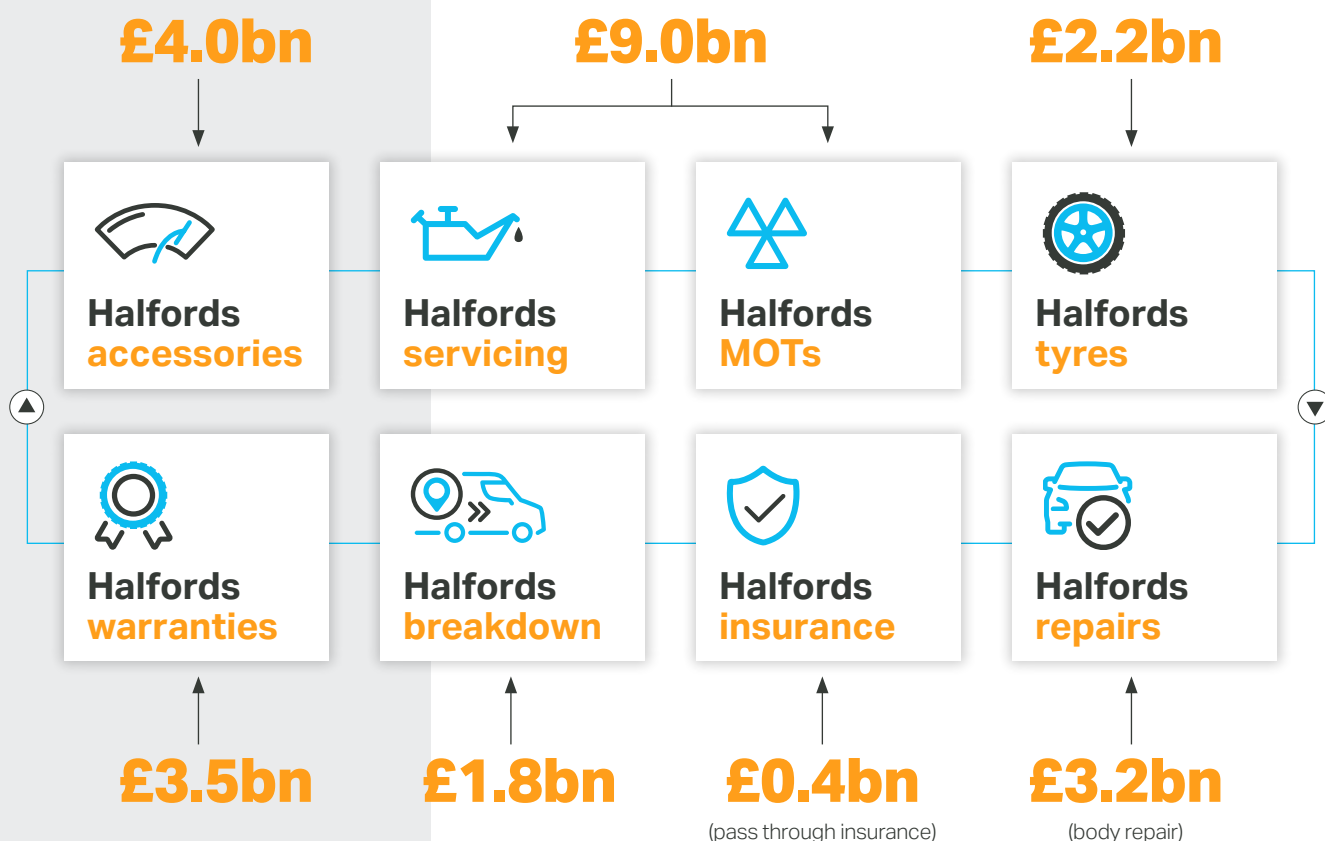 £4.0bn
£9.0bn
£2.2bn
Halfords
accessories
Halfords
servicing
Halfords
MOTs
Halfords
tyres
Halfords
warranties
Halfords
breakdown
Halfords
insurance
Halfords
repairs
£3.5bn
£1.8bn
£0.4bn
(pass through insurance)
£3.2bn
(body repair)